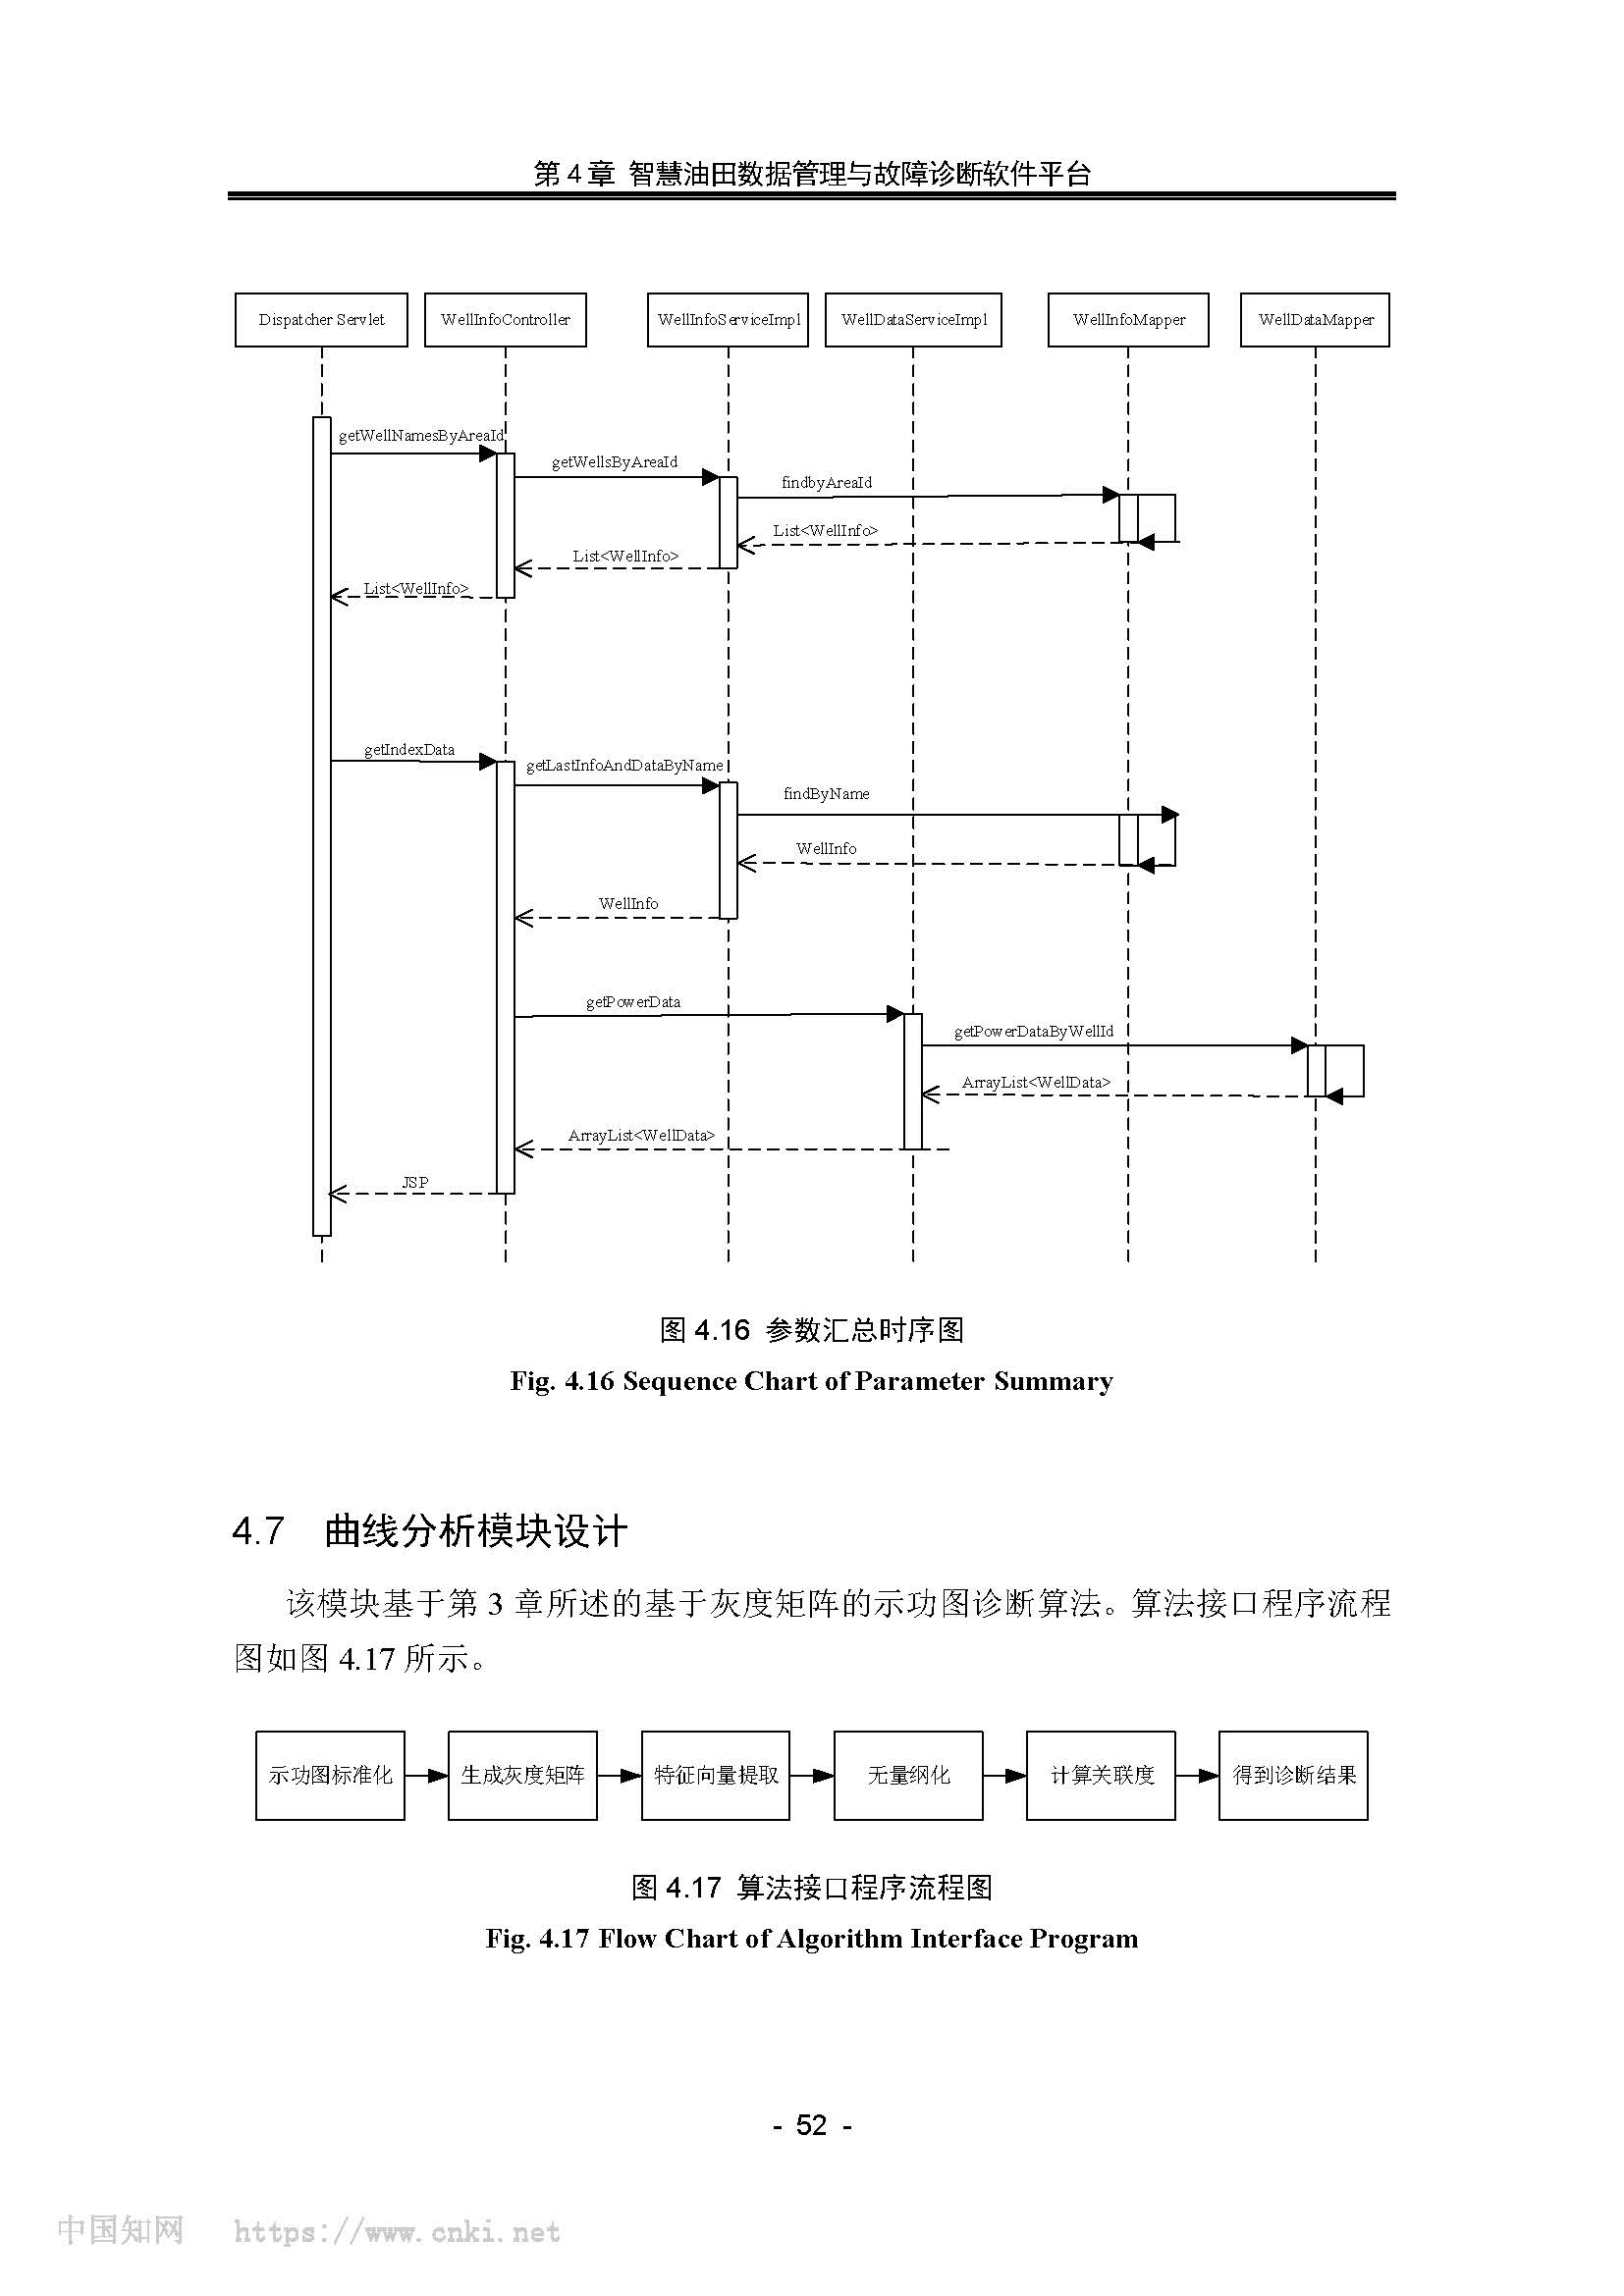 第 4 章 智慧油田数据管理与故障诊断软件平台
Dispatcher Servlet
WellInfoController
WellInfoServiceImpl
WellDataServiceImpl
WellInfoMapper
WellDataMapper
getWellNamesByAreaId
getWellsByAreaId
findbyAreaId
List<WellInfo>
List<WellInfo>
List<WellInfo>
getIndexData
getLastInfoAndDataByName
findByName
WellInfo
WellInfo
getPowerData
getPowerDataByWellId
ArrayList<WellData>
ArrayList<WellData>
JSP
图 4.16 参数汇总时序图
Fig. 4.16 Sequence Chart of Parameter Summary
4.7 曲线分析模块设计
该模块基于第 3 章所述的基于灰度矩阵的示功图诊断算法。算法接口程序流程
图如图 4.17 所示。
示功图标准化
生成灰度矩阵
特征向量提取
无量纲化
计算关联度
得到诊断结果
图 4.17 算法接口程序流程图
Fig. 4.17 Flow Chart of Algorithm Interface Program
- 52 -
中国知网 https://www.cnki.net